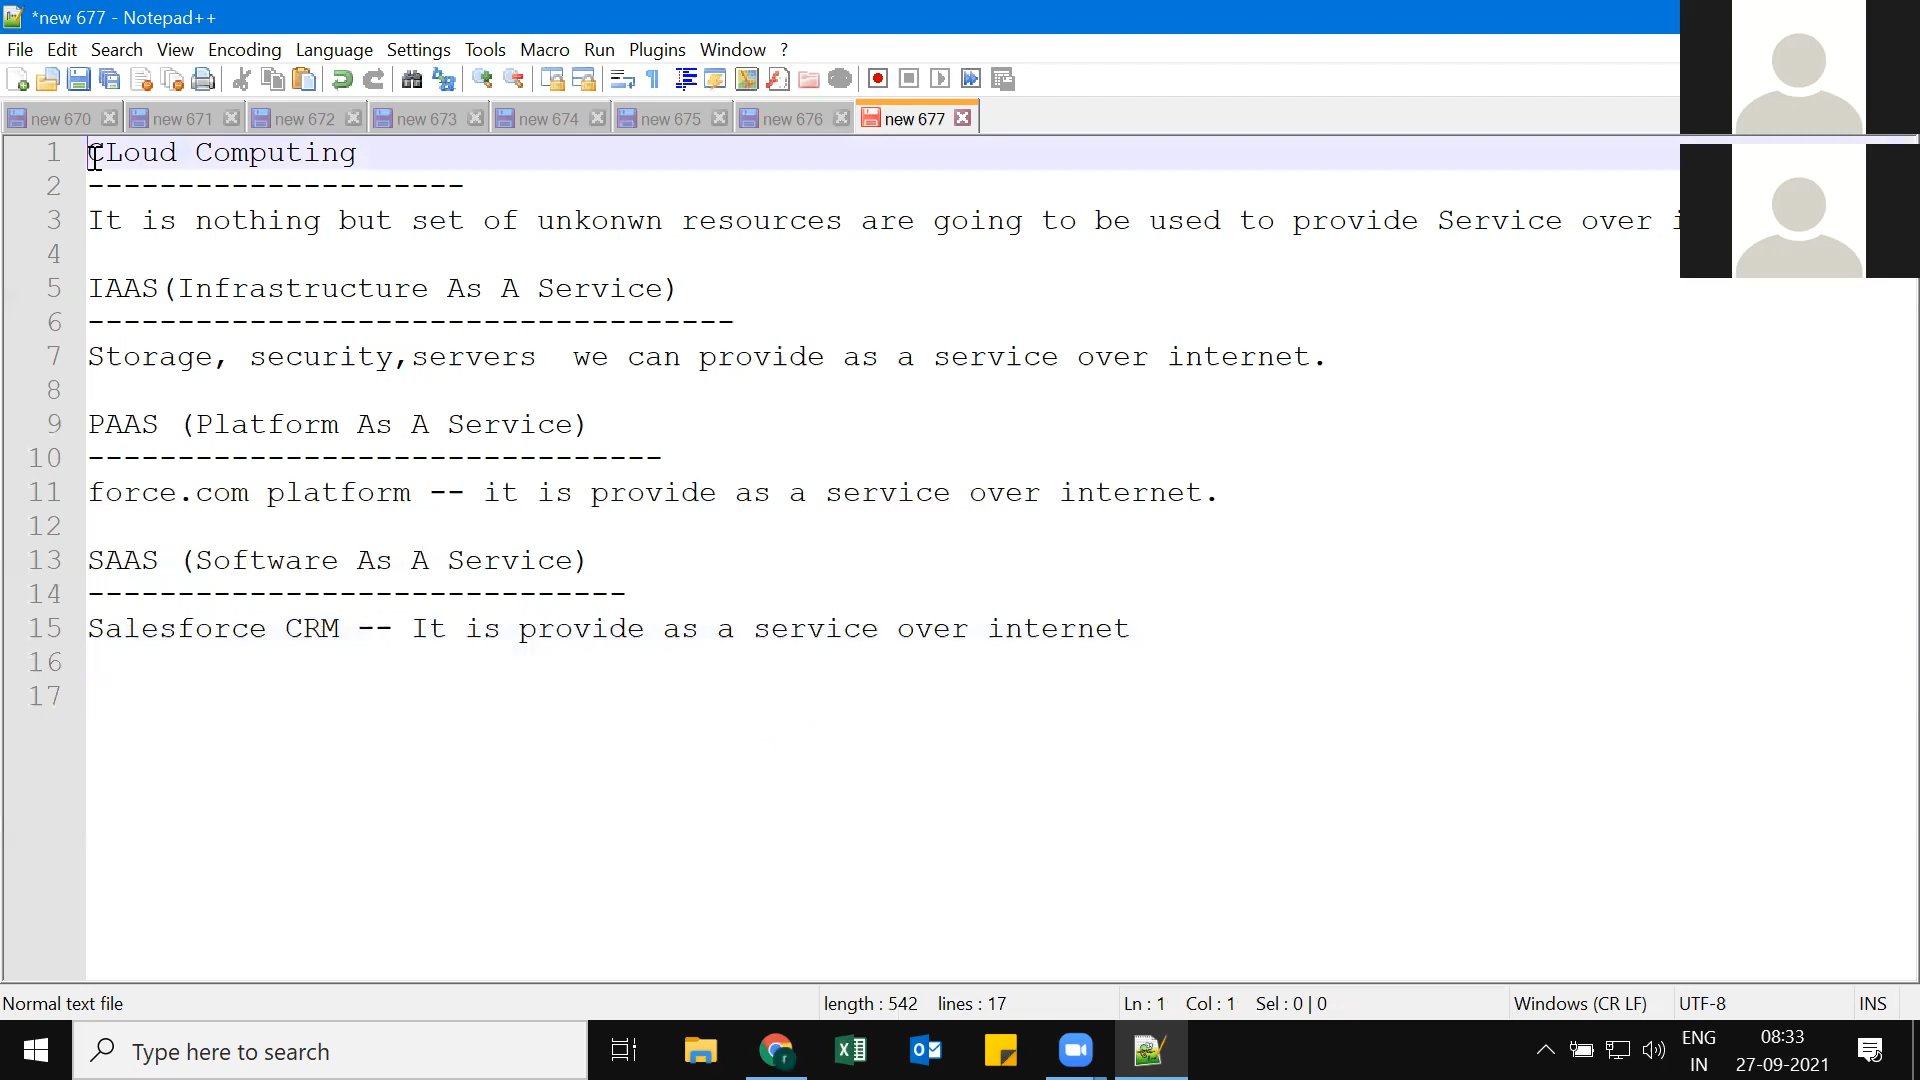 *new 677 - Notepad++
File Edit Search View Encoding Language Settings Tools Macro Run Plugins Window ?
new 670 new 671 new 672 new 673 new 674 new 675 new 676 new 677
1 CLoud Computing
2 ---------------------
3 It is nothing but set of unkonwn resources are going to be used to provide Service over
4
5 IAAS(Infrastructure As A Service)
6 ------------------------------------
7 Storage, security,servers  we can provide as a service over internet.
8
9 PAAS (Platform As A Service)
10 --------------------------------
11 force.com platform -- it is provide as a service over internet.
12
13 SAAS (Software As A Service)
14 ------------------------------
15 Salesforce CRM -- It is provide as a service over internet
16
17
Normal text file length : 542 lines : 17 Ln : 1 Col : 1 Sel : 0 | 0 Windows (CR LF) UTF-8 INS
Type here to search
ENG 08:33
IN 27-09-2021